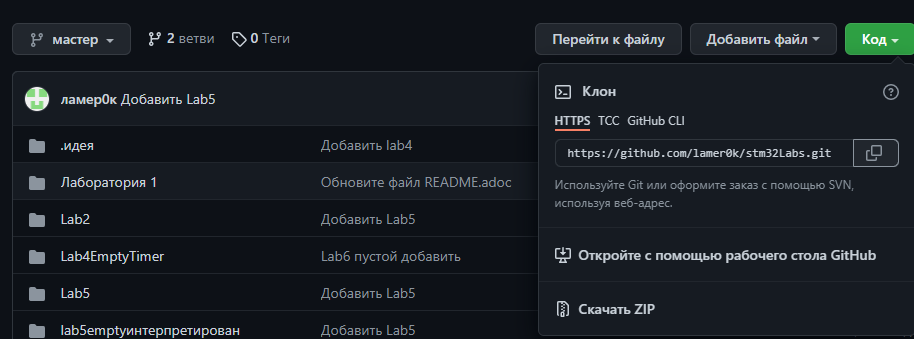 мастер 2 ветви 0 Теги Перейти к файлу Добавить файл Код
ламер0к Добавить Lab5
.идея Добавить lab4
Лаборатория 1 Обновите файл README.adoc
Lab2 Добавить Lab5
Lab4EmptyTimer Lab6 пустой добавить
Lab5 Добавить Lab5
lab5emptyинтерпретирован Добавить Lab5
Клон
HTTPS TCC GitHub CLI
https://github.com/lamer0k/stm32Labs.git
Используйте Git или оформите заказ с помощью SVN,
используя веб-адрес.
Откройте с помощью рабочего стола GitHub
Скачать ZIP